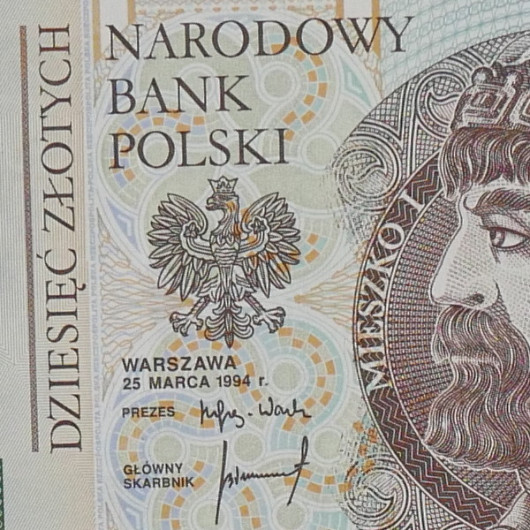 NARODOWY
BANK
POLSKI
DZIESIĘĆ ZŁOTYCH
MIESZKO I
WARSZAWA
25 MARCA 1994 r.
PREZES
GŁÓWNY
SKARBNIK